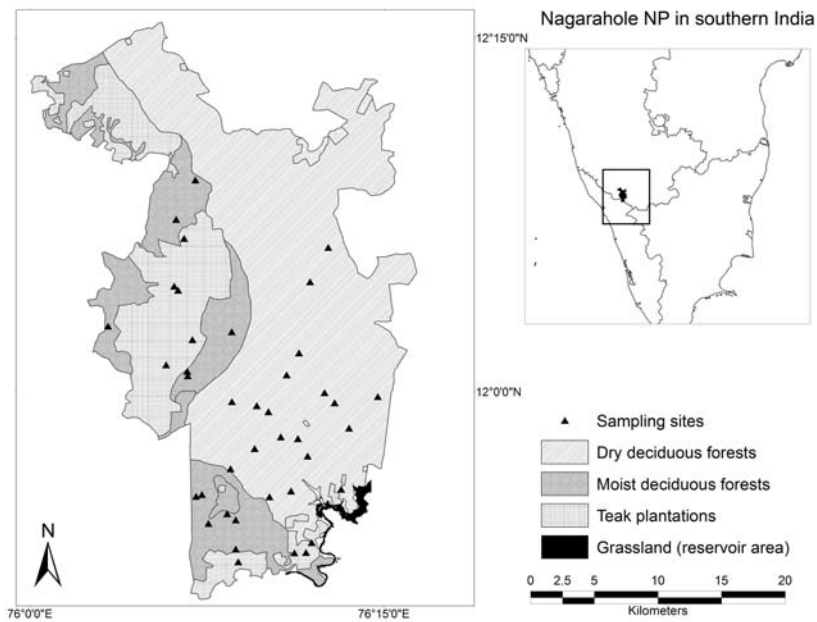 Nagarahole NP in southern India
12°15'0"N
12°0'0"N
Sampling sites
Dry deciduous forests
Moist deciduous forests
Teak plantations
Grassland (reservoir area)
N
0 2.5 5 10 15 20
Kilometers
76°0'0"E
76°15'0"E